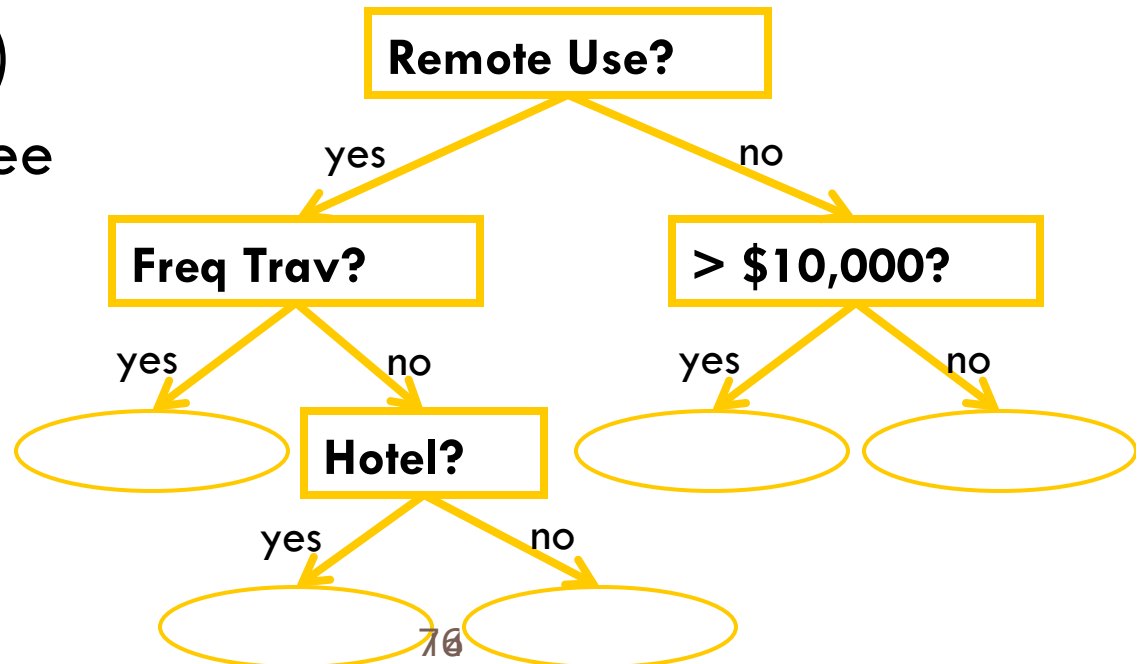 )
Remote Use?
ee
yes
no
Freq Trav?
> $10,000?
yes
no
yes
no
Hotel?
yes
no